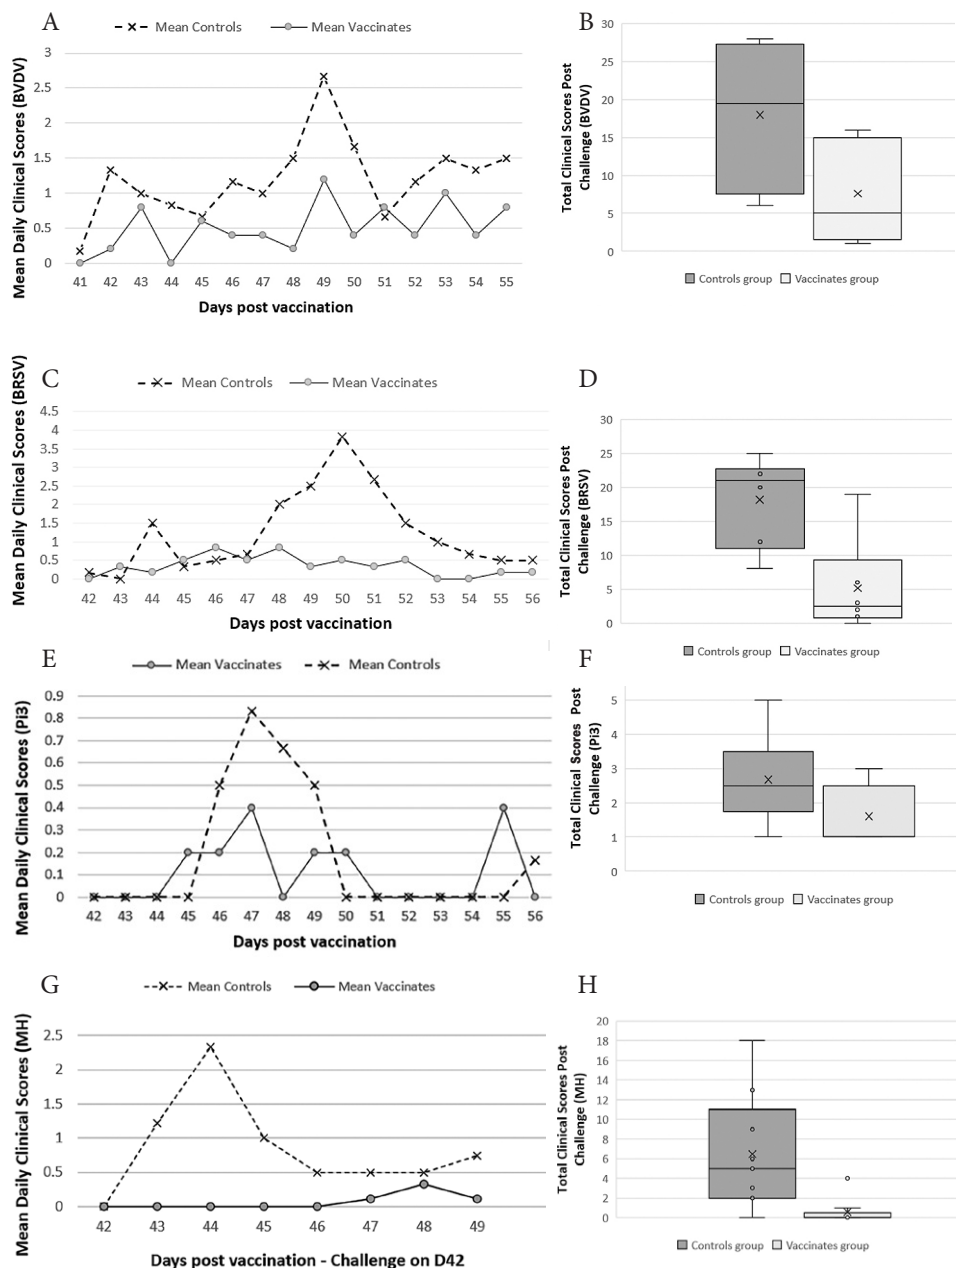 A
Mean Controls
Mean Vaccinates
Mean Daily Clinical Scores (BVDV)
3
2.5
2
1.5
1
0.5
0
41 42 43 44 45 46 47 48 49 50 51 52 53 54 55
Days post vaccination
B
Total Clinical Scores Post
Challenge (BVDV)
30
25
20
15
10
5
0
Controls group
Vaccinates group
C
Mean Controls
Mean Vaccinates
Mean Daily Clinical Scores (BRSV)
4.5
4
3.5
3
2.5
2
1.5
1
0.5
0
42 43 44 45 46 47 48 49 50 51 52 53 54 55 56
Days post vaccination
D
Total Clinical Scores Post
Challenge (BRSV)
30
25
20
15
10
5
0
Controls group
Vaccinates group
E
Mean Vaccinates
Mean Controls
Mean Daily Clinical Scores (Pi3)
0.9
0.8
0.7
0.6
0.5
0.4
0.3
0.2
0.1
0
42 43 44 45 46 47 48 49 50 51 52 53 54 55 56
Days post vaccination
F
Total Clinical Scores Post
Challenge (Pi3)
5
4
3
2
1
0
Controls group
Vaccinates group
G
Mean Controls
Mean Vaccinates
Mean Daily Clinical Scores (MH)
2.5
2
1.5
1
0.5
0
42 43 44 45 46 47 48 49
Days post vaccination - Challenge on D42
H
Total Clinical Scores Post
Challenge (MH)
20
18
16
14
12
10
8
6
4
2
0
Controls group
Vaccinates group